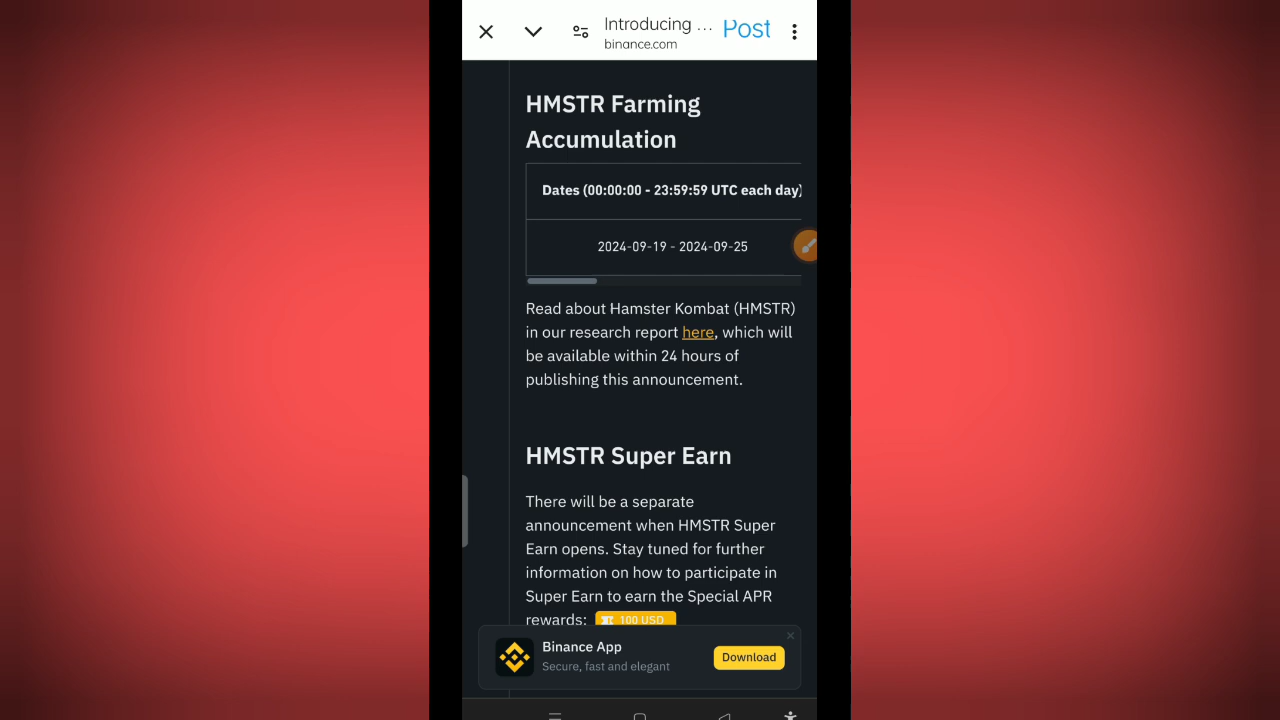 Introducing ... Post
binance.com
HMSTR Farming
Accumulation
Dates (00:00:00 - 23:59:59 UTC each day)
2024-09-19 - 2024-09-25
Read about Hamster Kombat (HMSTR)
in our research report here, which will
be available within 24 hours of
publishing this announcement.
HMSTR Super Earn
There will be a separate
announcement when HMSTR Super
Earn opens. Stay tuned for further
information on how to participate in
Super Earn to earn the Special APR
rewards: 100 USD
Binance App
Secure, fast and elegant
Download